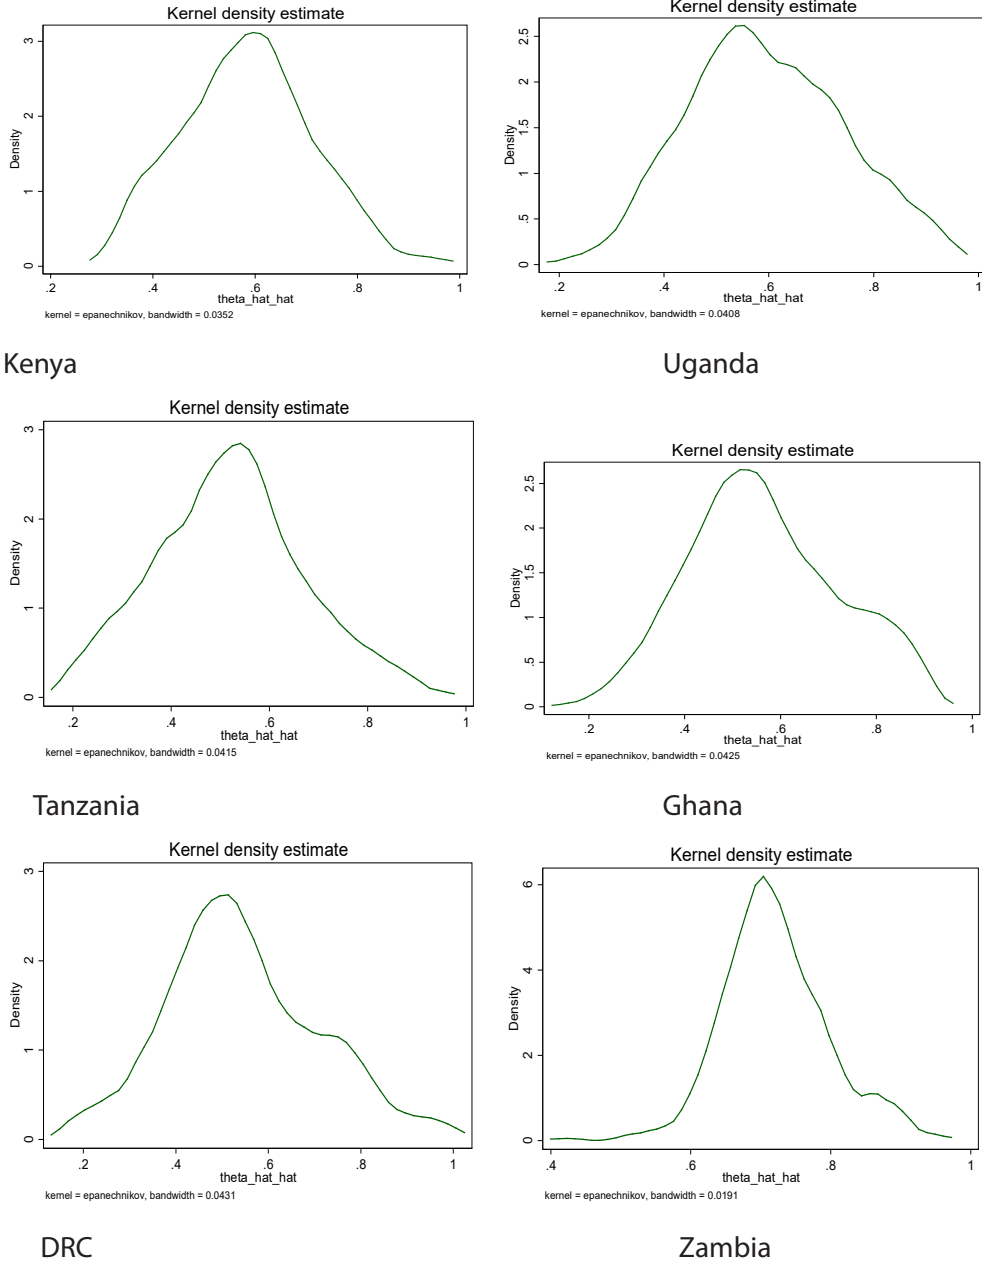 Kernel density estimate
Density
3
2
1
0
.2 .4 .6 .8 1
theta_hat_hat
kernel = epanechnikov, bandwidth = 0.0352
Kenya
Kernel density estimate
Density
2.5
2
1.5
1
.5
0
.2 .4 .6 .8 1
theta_hat_hat
kernel = epanechnikov, bandwidth = 0.0408
Uganda
Kernel density estimate
Density
3
2
1
0
.2 .4 .6 .8 1
theta_hat_hat
kernel = epanechnikov, bandwidth = 0.0415
Tanzania
Kernel density estimate
Density
2.5
2
1.5
1
.5
0
.2 .4 .6 .8 1
theta_hat_hat
kernel = epanechnikov, bandwidth = 0.0425
Ghana
Kernel density estimate
Density
3
2
1
0
.2 .4 .6 .8 1
theta_hat_hat
kernel = epanechnikov, bandwidth = 0.0431
DRC
Kernel density estimate
Density
6
4
2
0
.4 .6 .8 1
theta_hat_hat
kernel = epanechnikov, bandwidth = 0.0191
Zambia